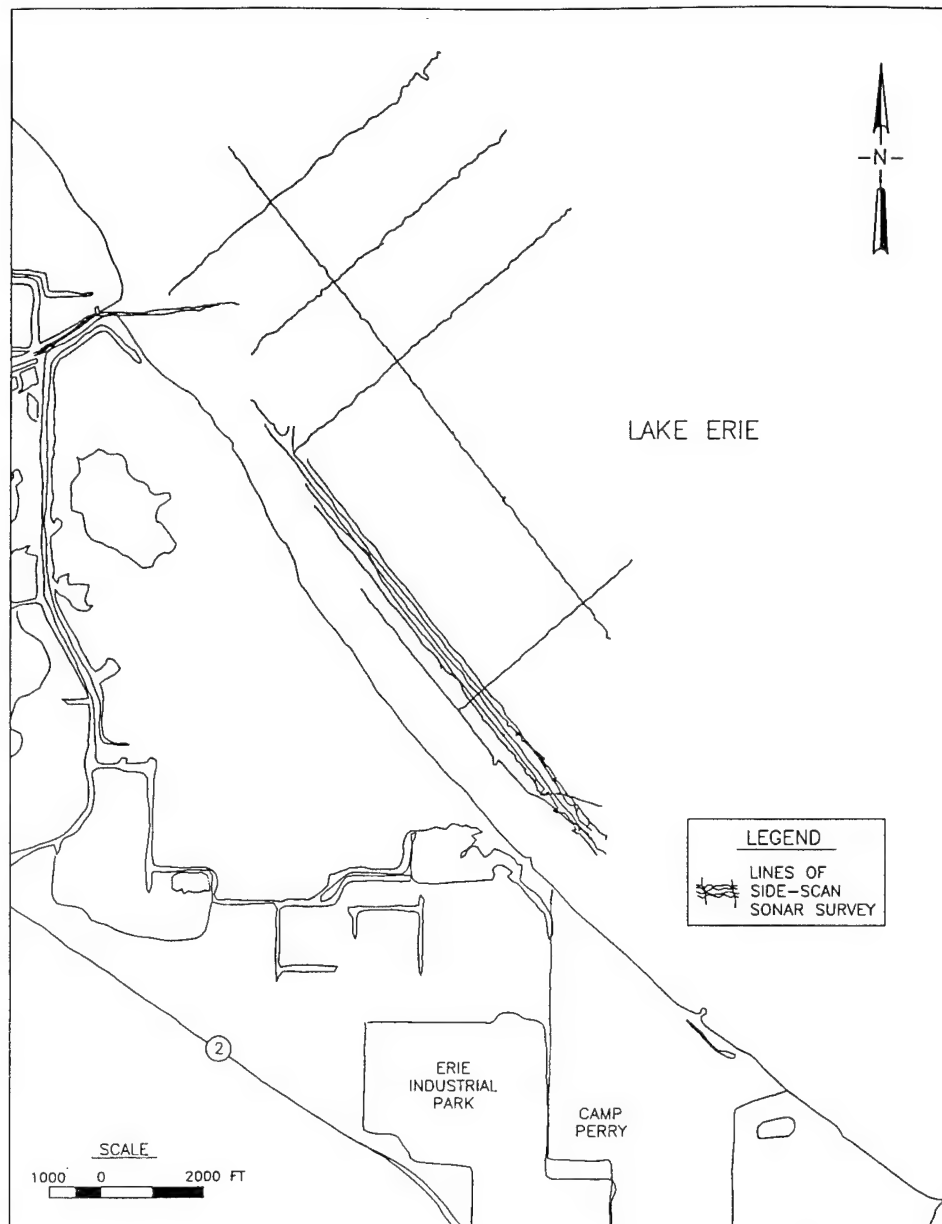 -N-
LAKE ERIE
LEGEND
LINES OF
SIDE-SCAN
SONAR SURVEY
2
ERIE
INDUSTRIAL
PARK
CAMP
PERRY
SCALE
1000 0 2000 FT